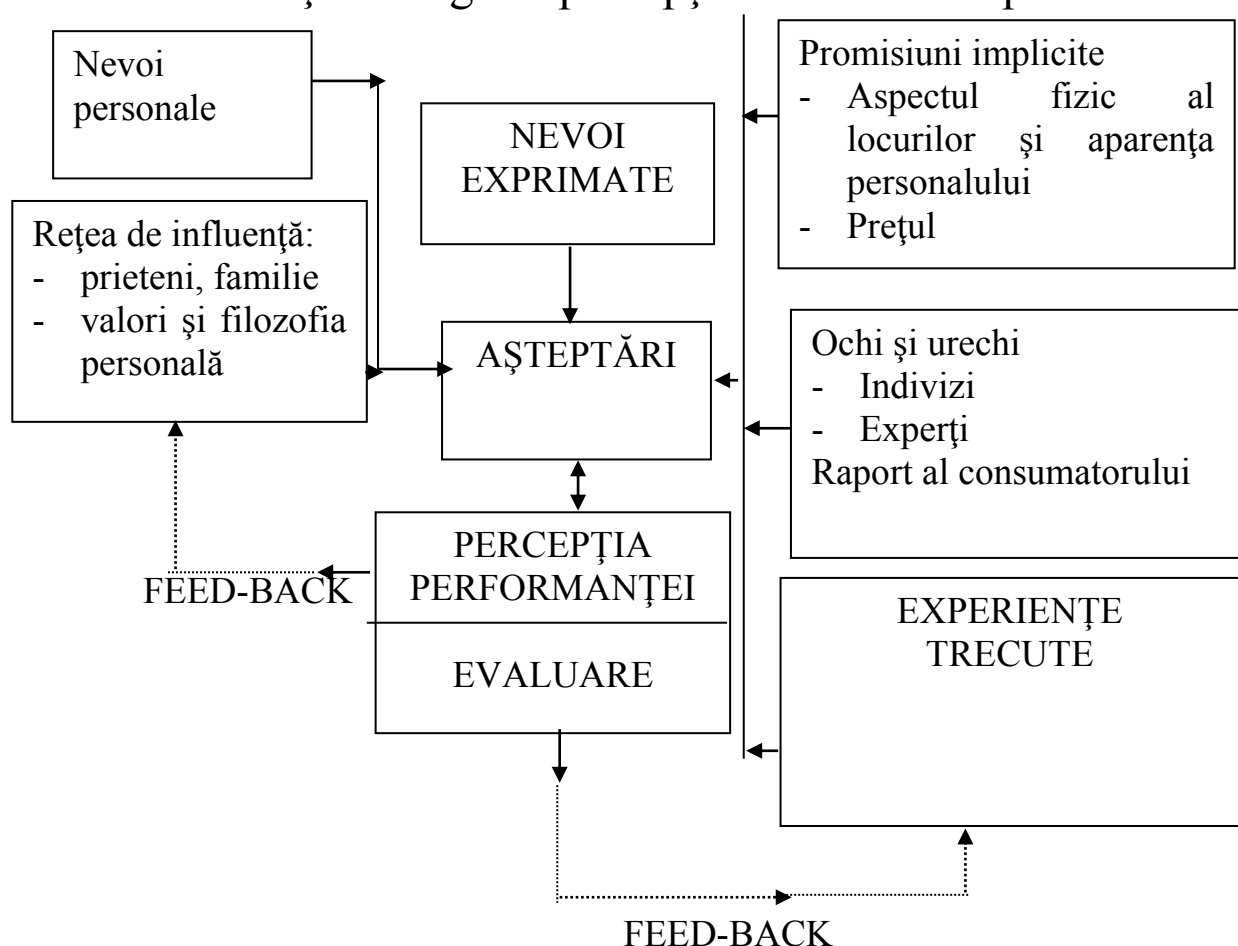 Nevoi
personale
NEVOI
EXPRIMATE
Promisiuni implicite
- Aspectul fizic al
locurilor şi aparenţa
personalului
- Preţul
Reţea de influenţă:
- prieteni, familie
- valori şi filozofia
personală
AŞTEPTĂRI
Ochi şi urechi
- Indivizi
- Experţi
Raport al consumatorului
PERCEPŢIA
PERFORMANŢEI
FEED-BACK
EVALUARE
EXPERIENŢE
TRECUTE
FEED-BACK